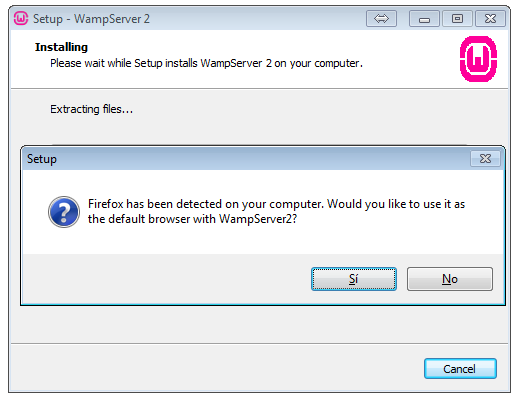 Setup - WampServer 2
Installing
Please wait while Setup installs WampServer 2 on your computer.
Extracting files...
Setup
Firefox has been detected on your computer. Would you like to use it as
the default browser with WampServer2?
Sí
No
Cancel